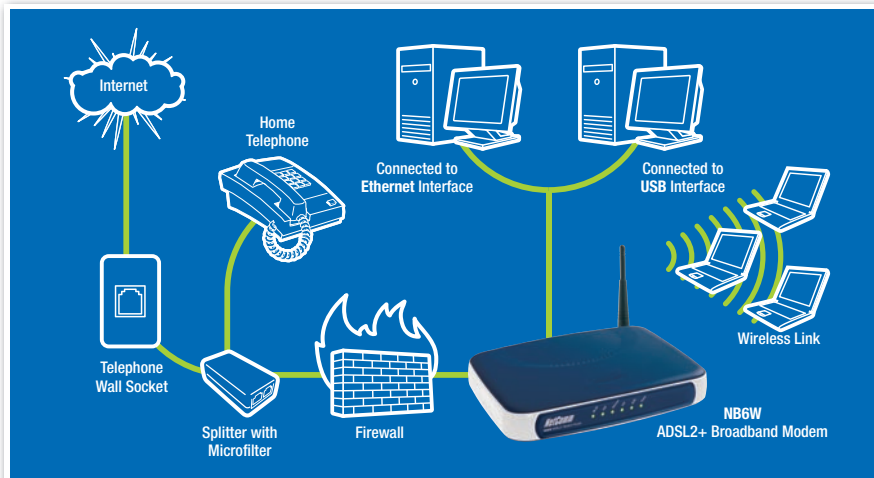 Internet
Home
Telephone
Connected to
Ethernet Interface
Connected to
USB Interface
Wireless Link
Telephone
Wall Socket
Splitter with
Microfilter
Firewall
NetComm
NB6W
ADSL2+ Broadband Modem